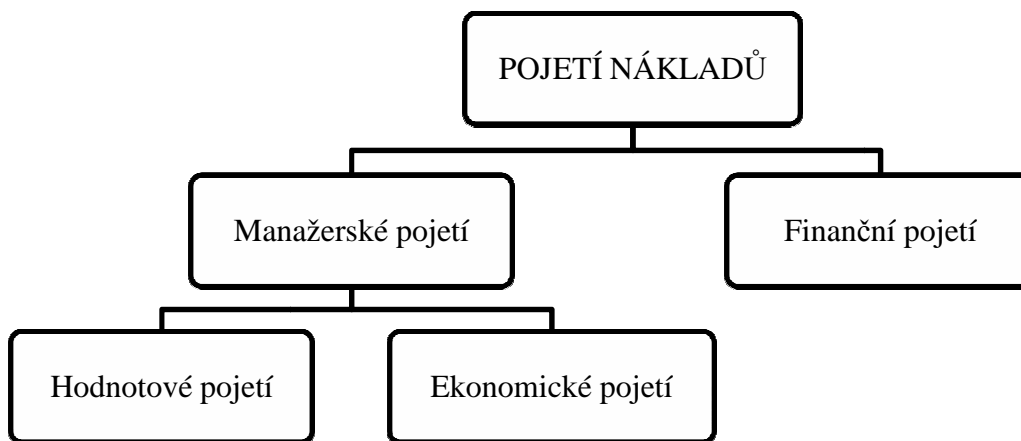 POJETÍ NÁKLADŮ
Manažerské pojetí
Finanční pojetí
Hodnotové pojetí
Ekonomické pojetí